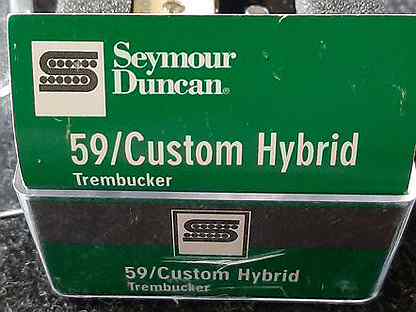 Seymour
Duncan®
59/Custom Hybrid
Trembucker
59/Custom Hybrid
Trembucker